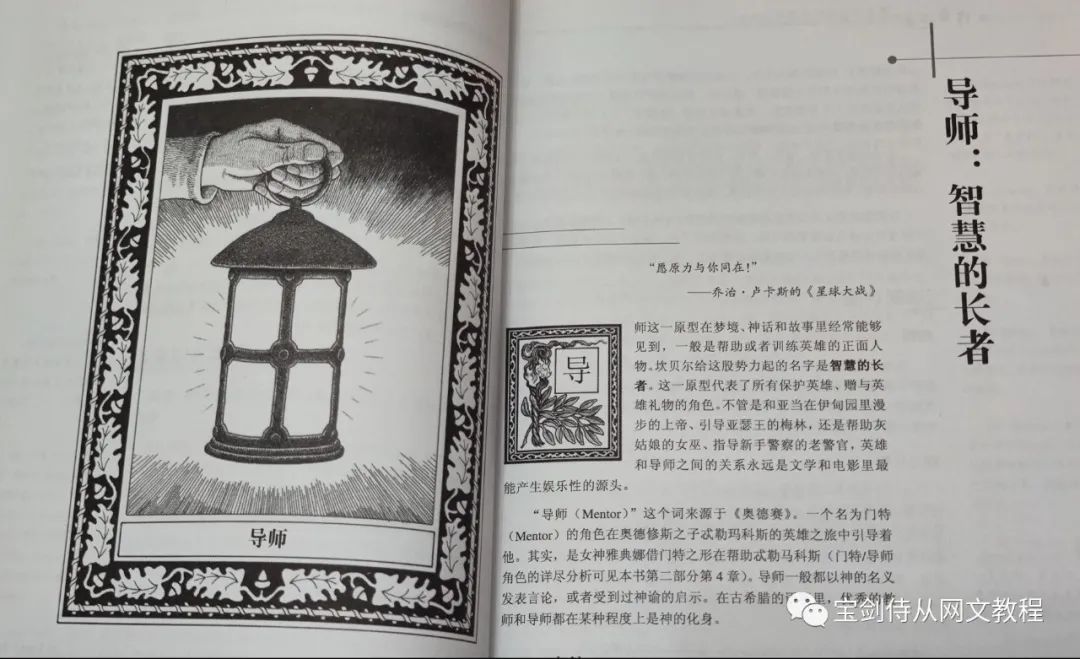 导师
导师：智慧的长者
“愿原力与你同在！”
——乔治·卢卡斯的《星球大战》
导
师这一原型在梦境、神话和故事里经常能够
见到，一般是帮助或者训练英雄的正面人
物。坎贝尔给这股势力起的名字是智慧的长
者。这一原型代表了所有保护英雄、赠与英
雄礼物的角色。不管是和亚当在伊甸园里漫
步的上帝、引导亚瑟王的梅林，还是帮助灰
姑娘的女巫、指导新手警察的老警官，英雄
和导师之间的关系永远是文学和电影里最
能产生娱乐性的源头。
“导师（Mentor）”这个词来源于《奥德赛》。一个名为门特
（Mentor）的角色在奥德修斯之子忒勒玛科斯的英雄之旅中引导着
他。其实，是女神雅典娜借门特之形在帮助忒勒马科斯（门特/导师
角色的详尽分析可见本书第二部分第 4 章）。导师一般都以神的名义
发表言论，或者受到过神谕的启示。在古希腊的里，优秀的教
师和导师都在某种程度上是神的化身。
宝剑侍从网文教程